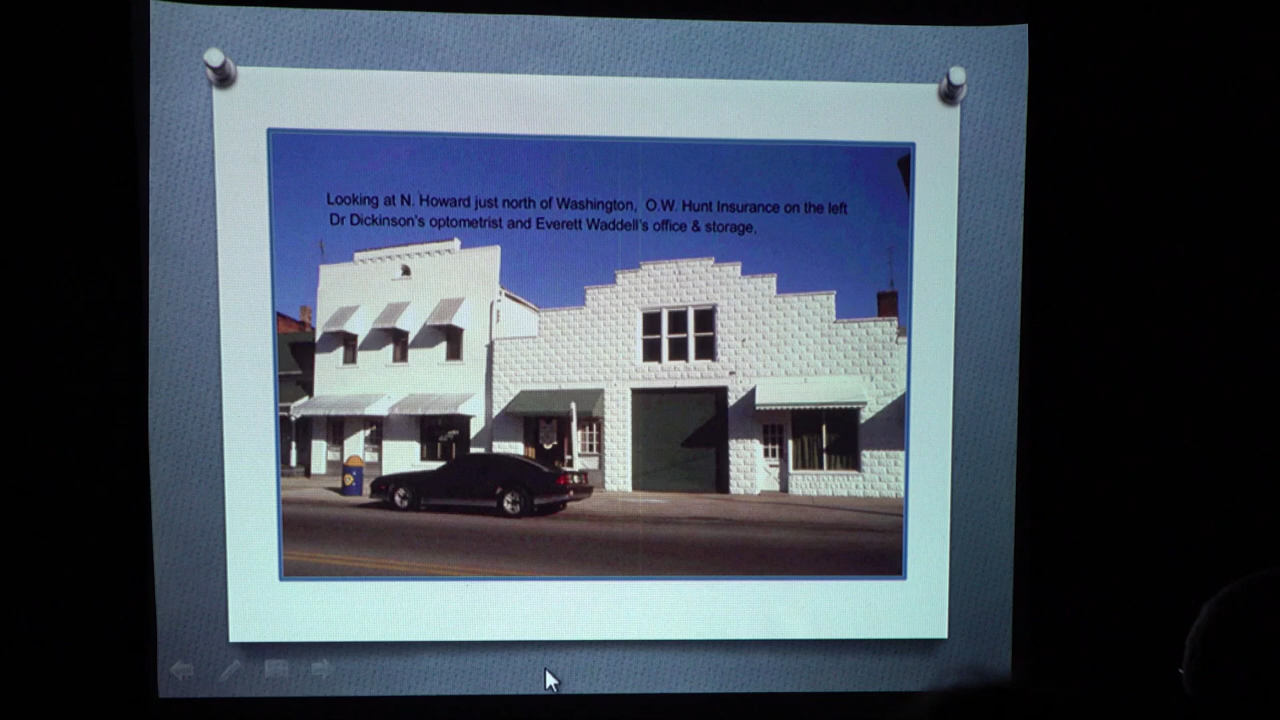 Looking at N. Howard just north of Washington, O.W. Hunt Insurance on the left
Dr Dickinson's optometrist and Everett Waddell's office & storage.